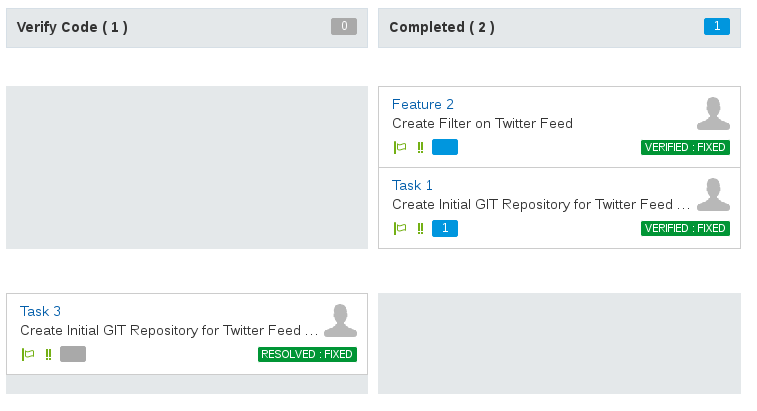 Verify Code ( 1 ) 0
Completed ( 2 ) 1
Feature 2
Create Filter on Twitter Feed
VERIFIED : FIXED
Task 1
Create Initial GIT Repository for Twitter Feed ...
1 VERIFIED : FIXED
Task 3
Create Initial GIT Repository for Twitter Feed ...
RESOLVED : FIXED